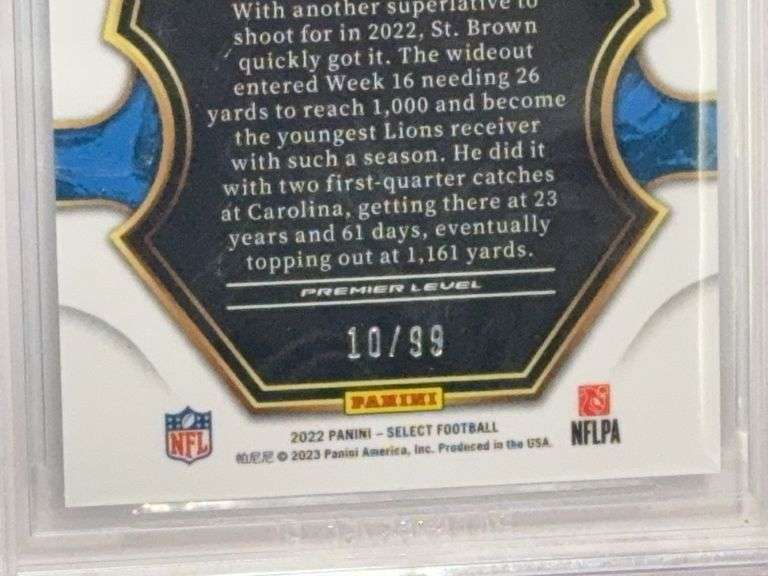 With another superlative to
shoot for in 2022, St. Brown
quickly got it. The wideout
entered Week 16 needing 26
yards to reach 1,000 and become
the youngest Lions receiver
with such a season. He did it
with two first-quarter catches
at Carolina, getting there at 23
years and 61 days, eventually
topping out at 1,161 yards.
PREMIER LEVEL
10/99
PANINI
NFL
2022 PANINI – SELECT FOOTBALL
帕尼尼 © 2023 Panini America, Inc. Produced in the USA.
NFLPA